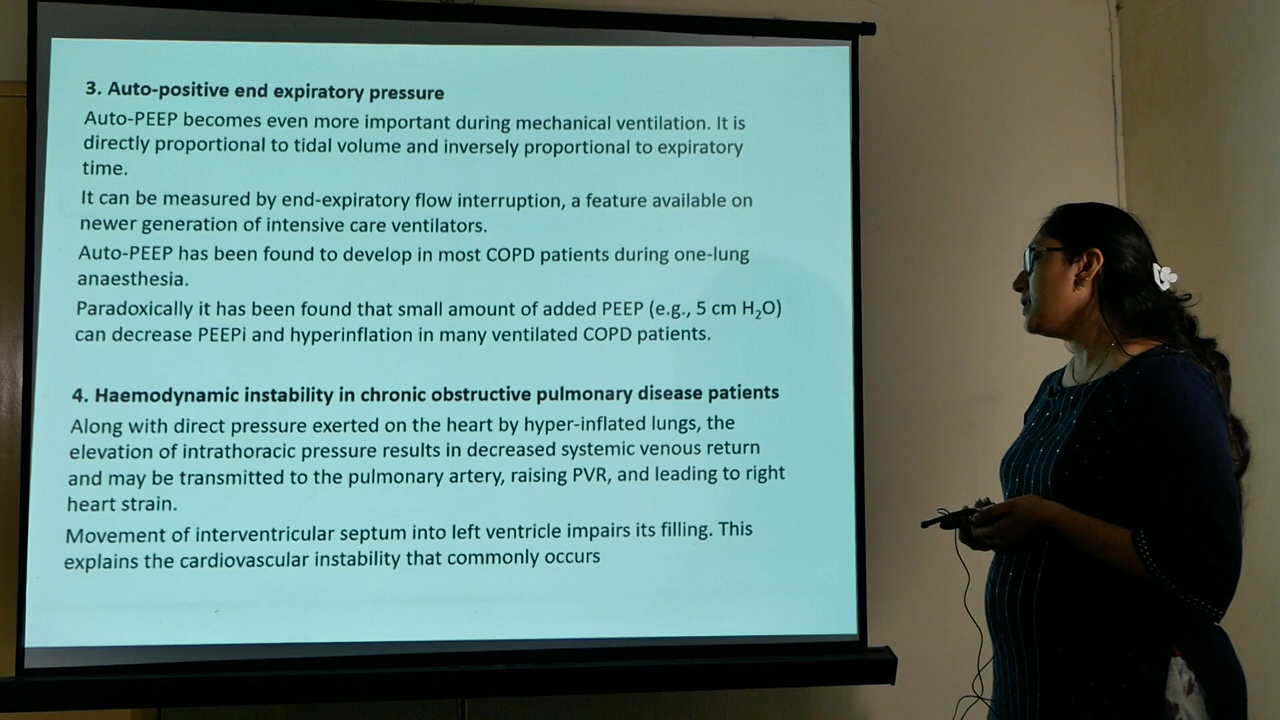 3. Auto-positive end expiratory pressure
Auto-PEEP becomes even more important during mechanical ventilation. It is
directly proportional to tidal volume and inversely proportional to expiratory
time.
It can be measured by end-expiratory flow interruption, a feature available on
newer generation of intensive care ventilators.
Auto-PEEP has been found to develop in most COPD patients during one-lung
anaesthesia.
Paradoxically it has been found that small amount of added PEEP (e.g., 5 cm H₂O)
can decrease PEEPi and hyperinflation in many ventilated COPD patients.
4. Haemodynamic instability in chronic obstructive pulmonary disease patients
Along with direct pressure exerted on the heart by hyper-inflated lungs, the
elevation of intrathoracic pressure results in decreased systemic venous return
and may be transmitted to the pulmonary artery, raising PVR, and leading to right
heart strain.
Movement of interventricular septum into left ventricle impairs its filling. This
explains the cardiovascular instability that commonly occurs